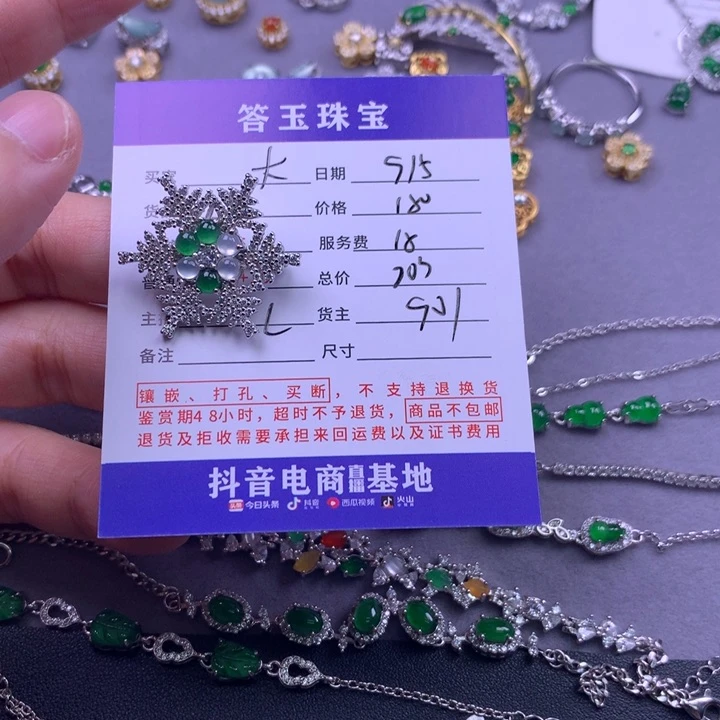 答玉珠宝
大 日期 915
价格 180
服务费 18
总价
货主 901
备注 尺寸
镶嵌、打孔、买断，不支持退换货
鉴赏期48小时，超时不予退货，商品不包邮
退货及拒收需要承担来回运费以及证书费用
抖音电商直播基地
头条 今日头条 抖音 西瓜视频 火山